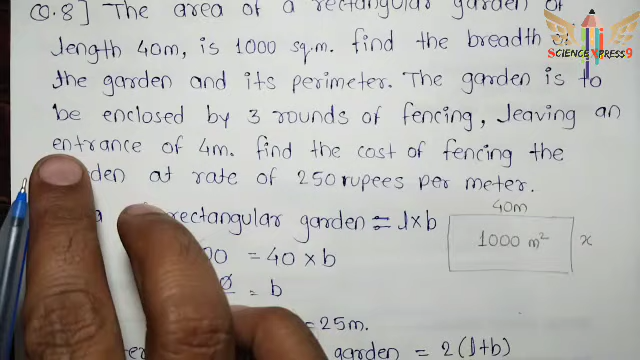 Q.8] The area of a rectangular garden of
length 40m, is 1000 sq.m. find the breadth of
the garden and its perimeter. The garden is to
be enclosed by 3 rounds of fencing, leaving an
entrance of 4m. find the cost of fencing the
den at rate of 250 rupees per meter.
rectangular garden = l×b
40m
1000 m²
x
00 = 40 × b
= b
= 25m.
garden = 2(l+b)
SCIENCE XPRESS9